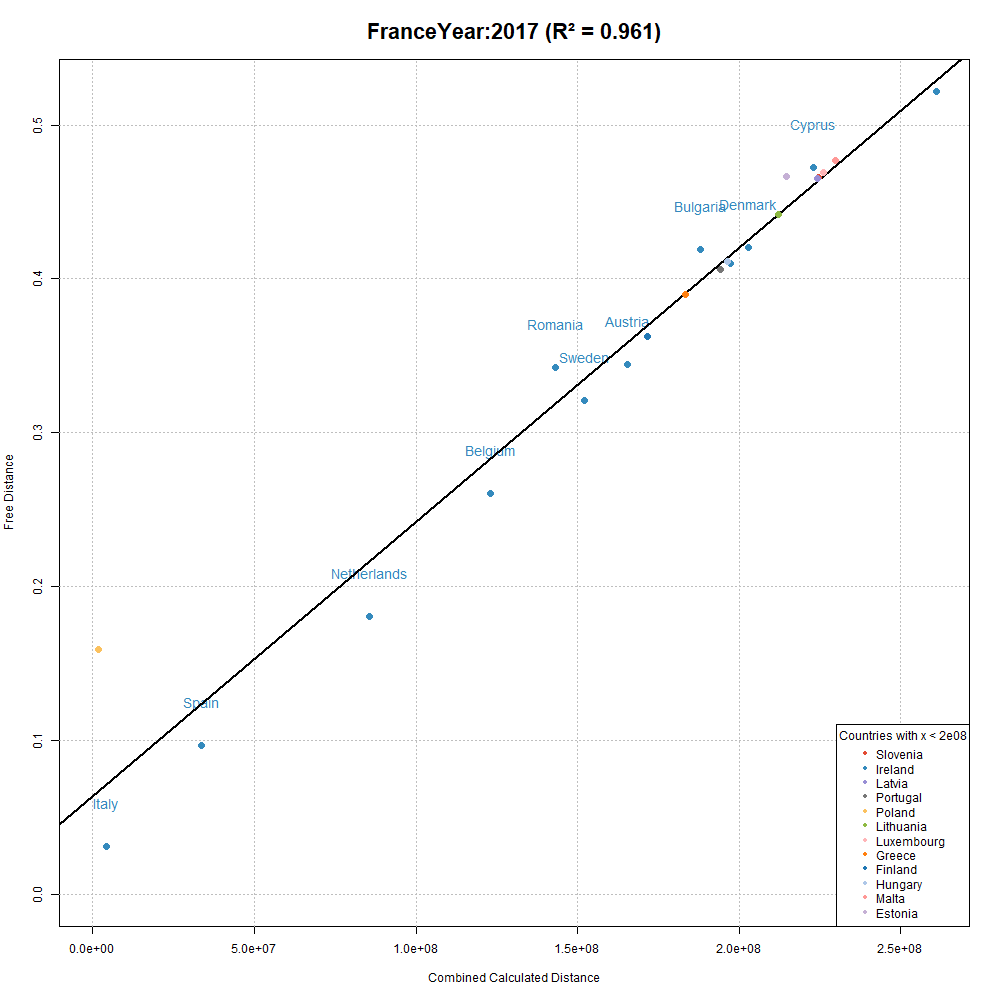 FranceYear:2017 (R² = 0.961)
Free Distance
0.5
0.4
0.3
0.2
0.1
0.0
Cyprus
Bulgaria
Denmark
Romania
Austria
Sweden
Belgium
Netherlands
Spain
Italy
Countries with x < 2e08
Slovenia
Ireland
Latvia
Portugal
Poland
Lithuania
Luxembourg
Greece
Finland
Hungary
Malta
Estonia
0.0e+00
5.0e+07
1.0e+08
1.5e+08
2.0e+08
2.5e+08
Combined Calculated Distance